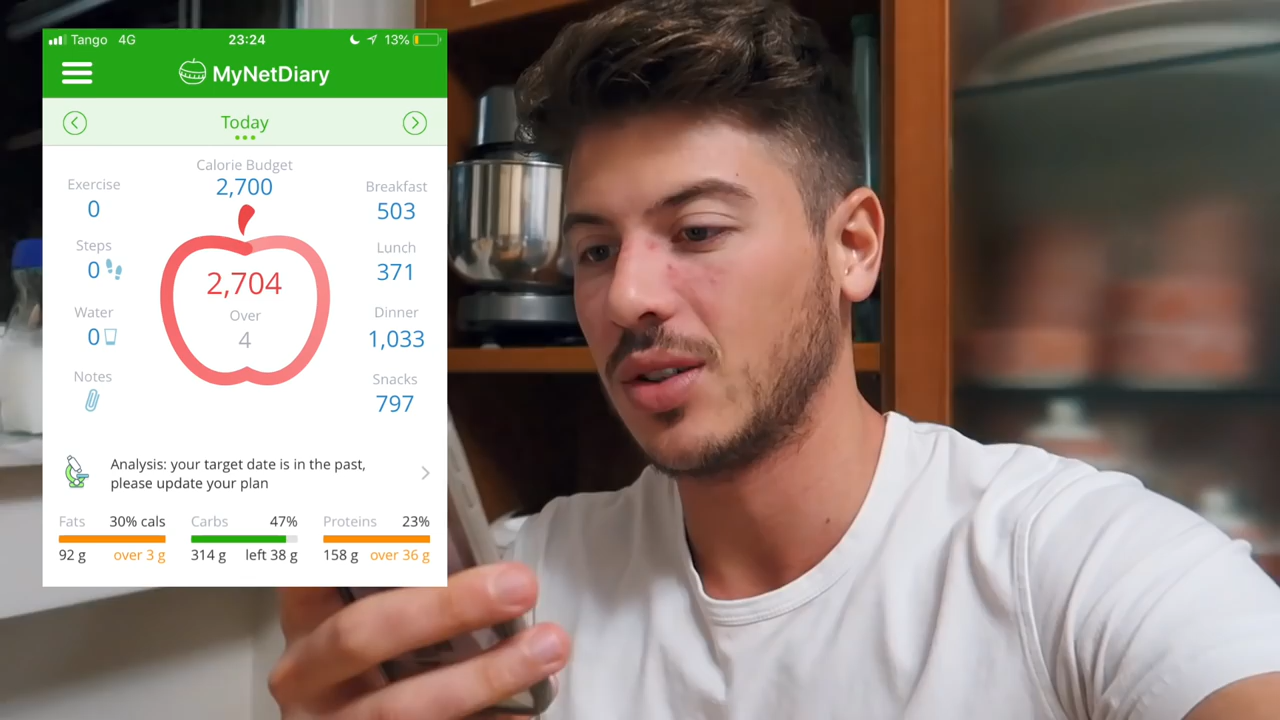 Tango 4G 23:24 13%
MyNetDiary
Today
Calorie Budget
2,700
Exercise
0
Steps
0
Water
0
Notes
2,704
Over
4
Breakfast
503
Lunch
371
Dinner
1,033
Snacks
797
Analysis: your target date is in the past,
please update your plan
Fats 30% cals
92 g over 3 g
Carbs 47%
314 g left 38 g
Proteins 23%
158 g over 36 g